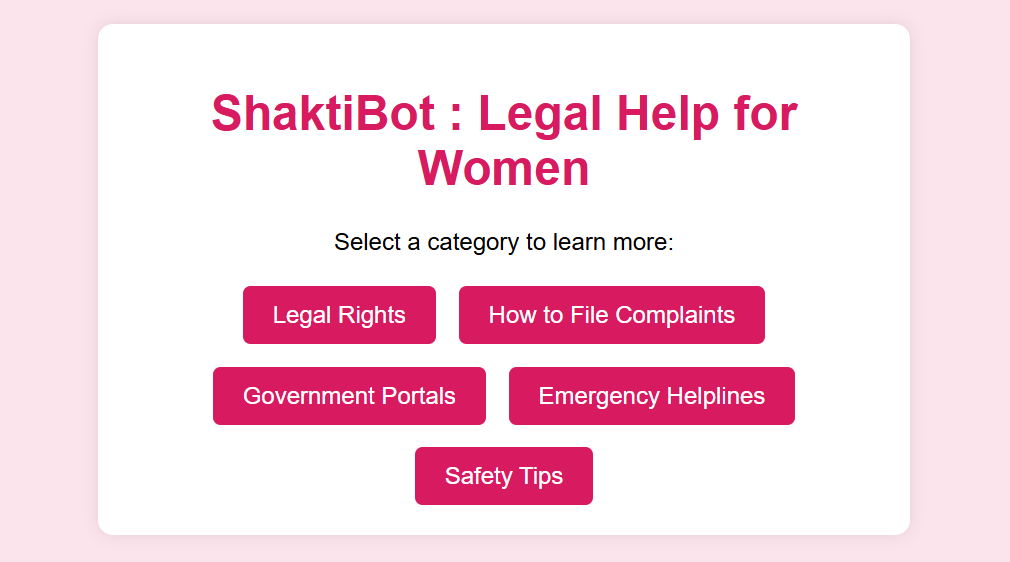 ShaktiBot : Legal Help for
Women
Select a category to learn more:
Legal Rights
How to File Complaints
Government Portals
Emergency Helplines
Safety Tips